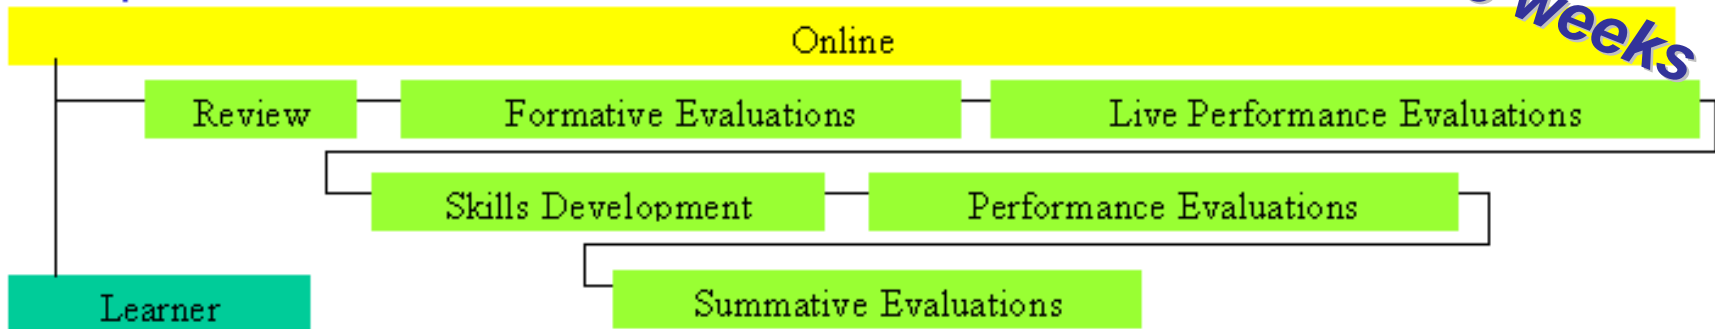 weeks
Online
Review
Formative Evaluations
Live Performance Evaluations
Skills Development
Performance Evaluations
Summative Evaluations
Learner